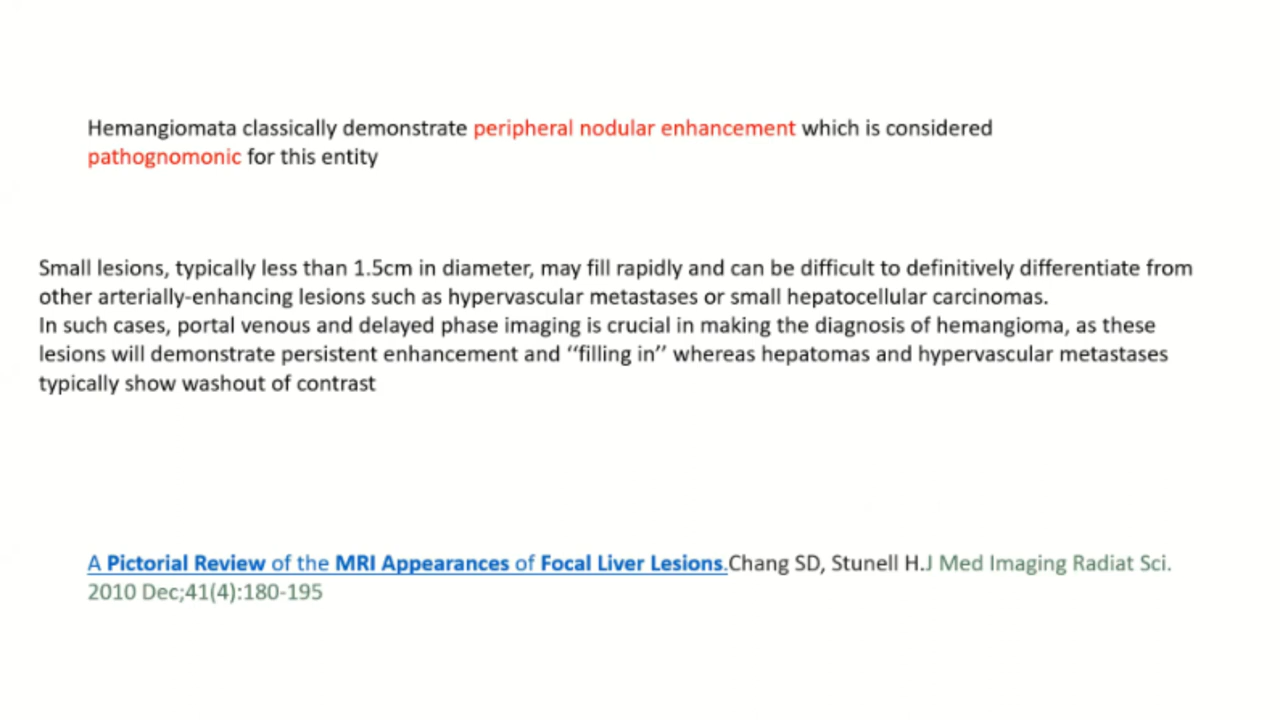 Hemangiomata classically demonstrate peripheral nodular enhancement which is considered
pathognomonic for this entity
Small lesions, typically less than 1.5cm in diameter, may fill rapidly and can be difficult to definitively differentiate from
other arterially-enhancing lesions such as hypervascular metastases or small hepatocellular carcinomas.
In such cases, portal venous and delayed phase imaging is crucial in making the diagnosis of hemangioma, as these
lesions will demonstrate persistent enhancement and ‘‘filling in’’ whereas hepatomas and hypervascular metastases
typically show washout of contrast
A Pictorial Review of the MRI Appearances of Focal Liver Lesions.Chang SD, Stunell H.J Med Imaging Radiat Sci.
2010 Dec;41(4):180-195